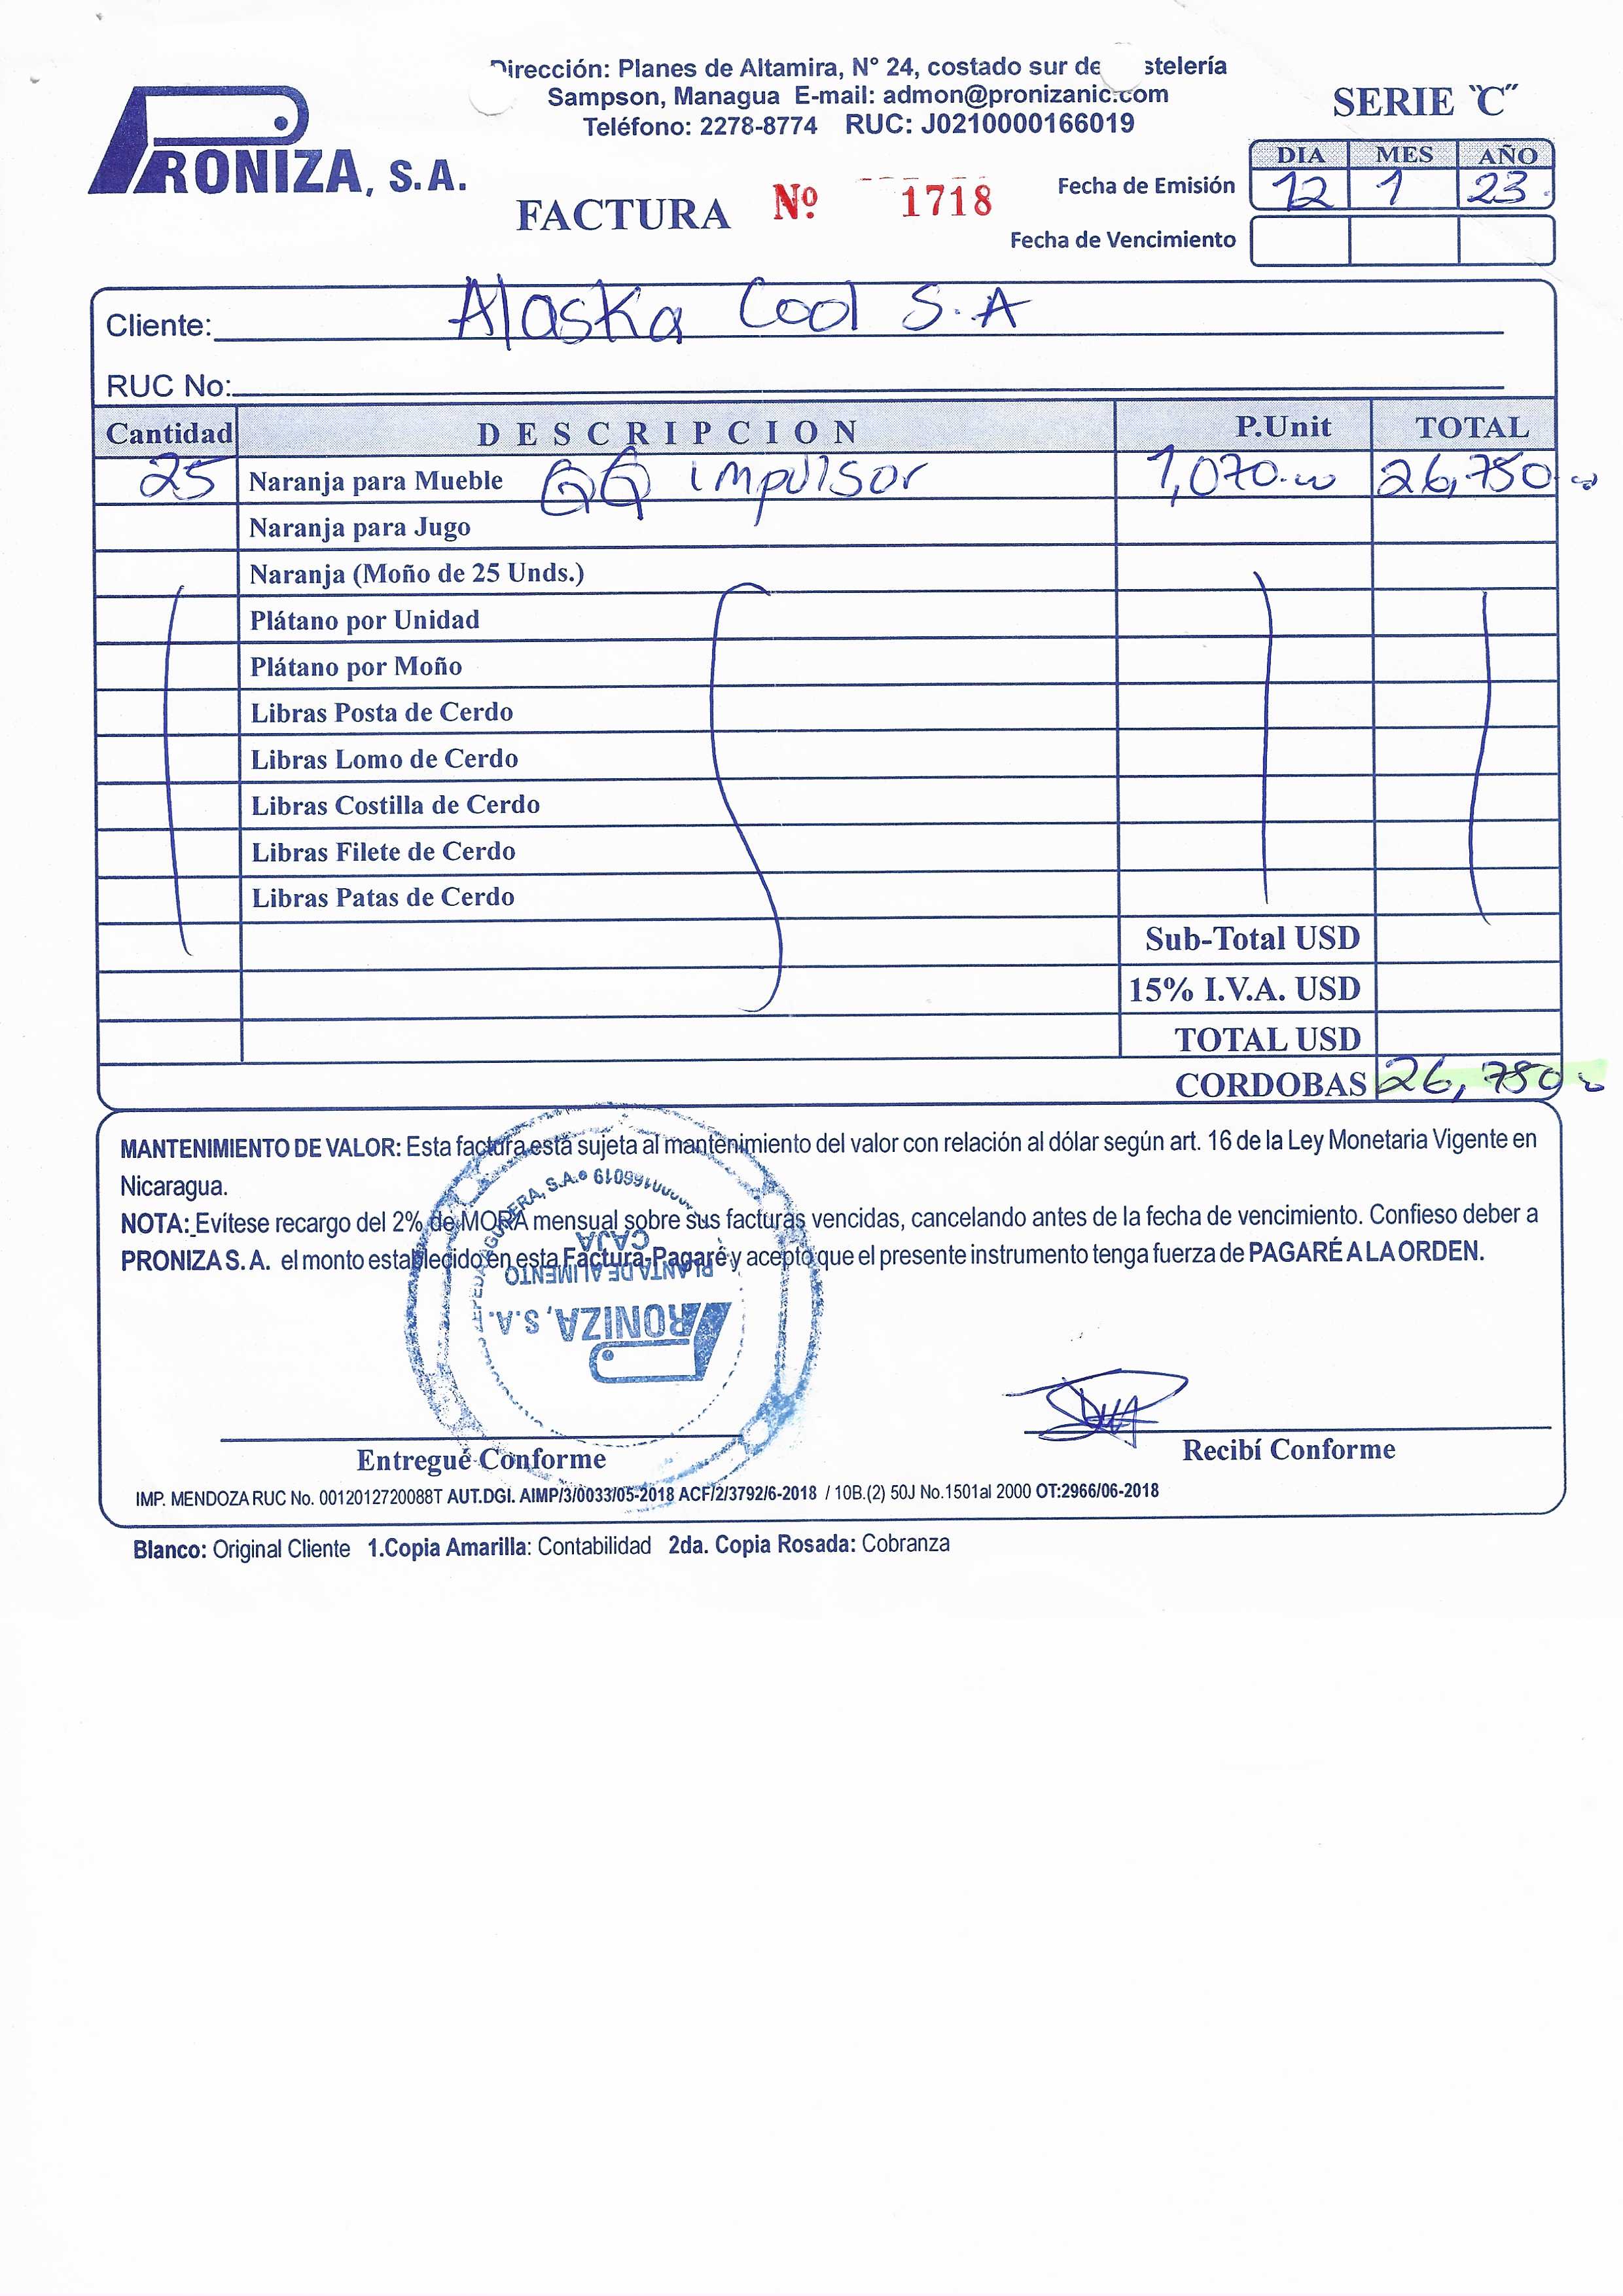 Dirección: Planes de Altamira, N° 24, costado sur de stelería
Sampson, Managua E-mail: admon@pronizanic.com
Teléfono: 2278-8774 RUC: J0210000166019
SERIE "C"
PRONIZA, S.A.
FACTURA Nº 1718
DIA MES AÑO
Fecha de Emisión 12 1 23
Fecha de Vencimiento
Cliente: Alaska Cool S.A
RUC No:
Cantidad DESCRIPCION P.Unit TOTAL
25 Naranja para Mueble impulsor 1,070.00 26,750.00
Naranja para Jugo
Naranja (Moño de 25 Unds.)
Plátano por Unidad
Plátano por Moño
Libras Posta de Cerdo
Libras Lomo de Cerdo
Libras Costilla de Cerdo
Libras Filete de Cerdo
Libras Patas de Cerdo
Sub-Total USD
15% I.V.A. USD
TOTAL USD
CORDOBAS 26,750.00
MANTENIMIENTO DE VALOR: Esta factura está sujeta al mantenimiento del valor con relación al dólar según art. 16 de la Ley Monetaria Vigente en
Nicaragua.
NOTA: Evítese recargo del 2% de MORA mensual sobre sus facturas vencidas, cancelando antes de la fecha de vencimiento. Confieso deber a
PRONIZA S.A. el monto establecido en esta Factura-Pagaré y acepto que el presente instrumento tenga fuerza de PAGARÉ A LA ORDEN.
CAJA
PLANTA DE ALIMENTO
PRONIZA, S.A.
Entregué Conforme Recibí Conforme
IMP. MENDOZA RUC No. 0012012720088T AUT.DGI. AIMP/3/0033/05-2018 ACF/2/3792/6-2018 / 10B.(2) 50J No.1501al 2000 OT:2966/06-2018
Blanco: Original Cliente 1.Copia Amarilla: Contabilidad 2da. Copia Rosada: Cobranza